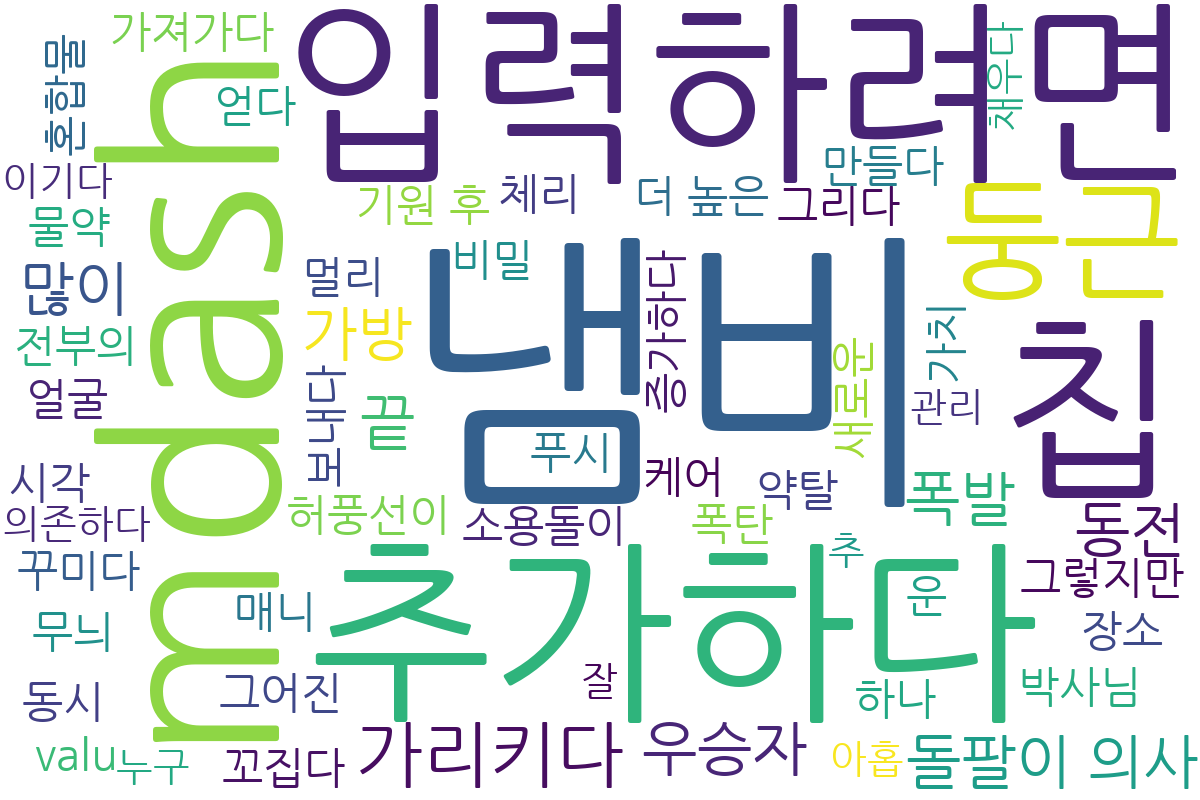 가져가다
입력하려면
혼합물
mdash
얻다
채우다
이기다
기원 후
체리
더 높은
그리다
만들다
둥근
물약
많이
멀리
비밀
냄비
증가하다
가치
칩
전부의
가방
새로운
얼굴
보내다
끝
푸시
관리
시각
케어
약탈
폭발
의존하다
허풍선이
소용돌이
폭탄
동전
꾸미다
추가하다
추
운
그렇지만
무늬
매니
장소
동시
그어진
잘
하나
박사님
valu
누구
꼬집다
가리키다
우승자
아홉
돌팔이 의사